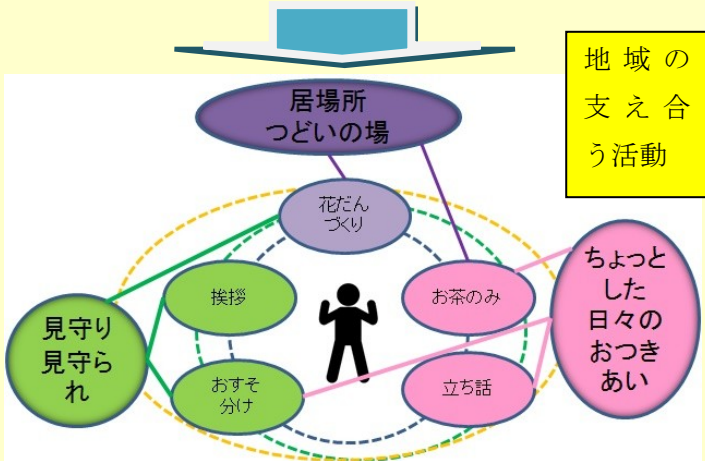 地域の
支え合
う活動
居場所
つどいの場
花だん
づくり
挨拶
お茶のみ
ちょっと
した
日々の
おつき
あい
見守り
見守ら
れ
おすそ
分け
立ち話